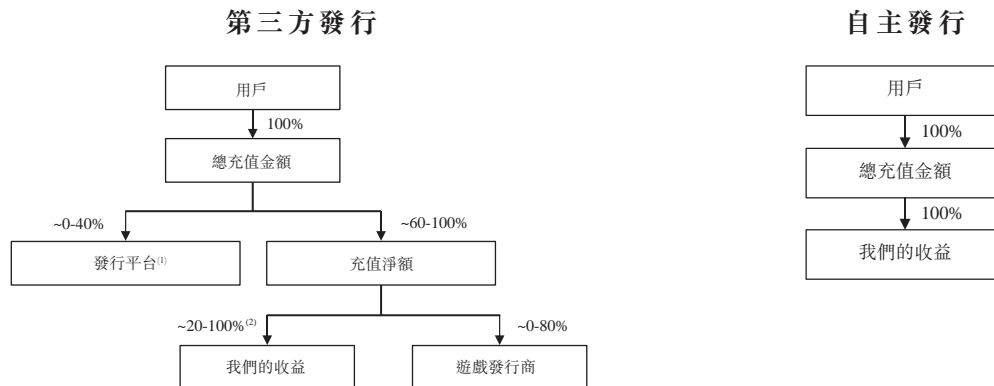 第三方發行
自主發行
用戶
100%
總充值金額
~0-40%
~60-100%
發行平台(1)
充值淨額
~20-100%(2)
~0-80%
我們的收益
遊戲發行商
用戶
100%
總充值金額
100%
我們的收益